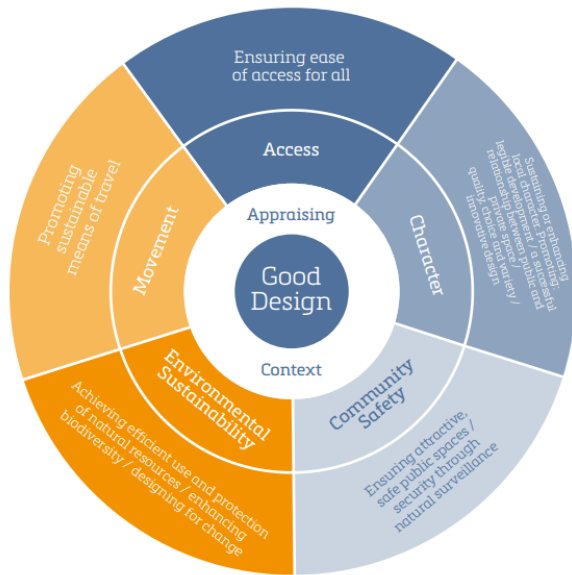 Ensuring ease
of access for all
Access
Sustaining or enhancing
local character. Promoting:
legible development / a successful
relationship between public and
private space /
quality, choice and variety /
innovative design
Character
Ensuring attractive,
safe public spaces /
security through
natural surveillance
Community
Safety
Achieving efficient use and protection
of natural resources / enhancing
biodiversity / designing for change
Environmental
Sustainability
Promoting
sustainable
means of travel
Movement
Appraising
Good
Design
Context